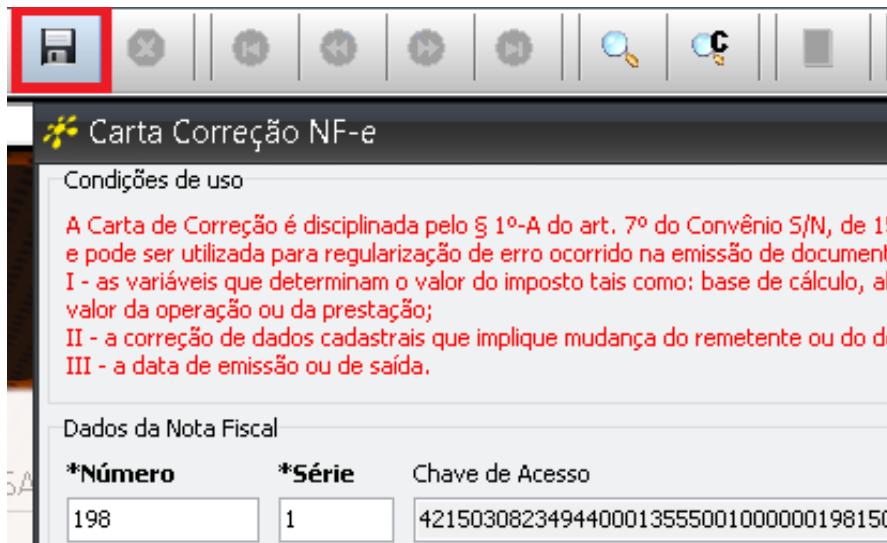 C
Carta Correção NF-e
Condições de uso
A Carta de Correção é disciplinada pelo § 1º-A do art. 7º do Convênio S/N, de
e pode ser utilizada para regularização de erro ocorrido na emissão de
I - as variáveis que determinam o valor do imposto tais como: base de cálculo,
valor da operação ou da prestação;
II - a correção de dados cadastrais que implique mudança do remetente ou do
III - a data de emissão ou de saída.
Dados da Nota Fiscal
*Número *Série Chave de Acesso
198 1